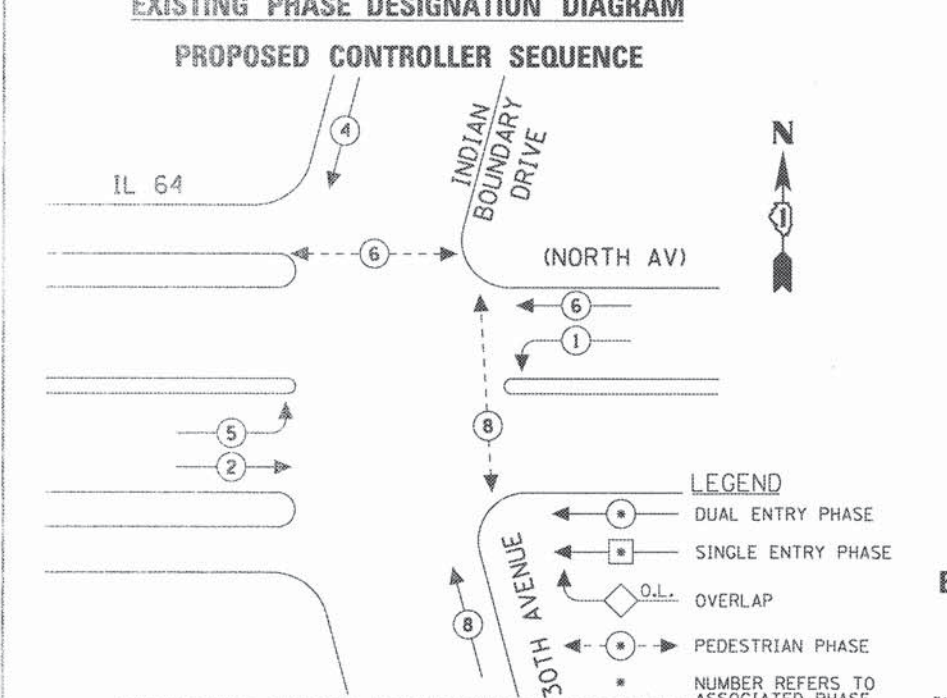 EXISTING PHASE DESIGNATION DIAGRAM
PROPOSED CONTROLLER SEQUENCE
4
INDIAN
BOUNDARY
DRIVE
N
IL 64
1
6
(NORTH AV)
6
1
5
8
2
LEGEND
* DUAL ENTRY PHASE
* SINGLE ENTRY PHASE
O.L. OVERLAP
* PEDESTRIAN PHASE
* NUMBER REFERS TO
ASSOCIATED PHASE
30TH AVENUE
8